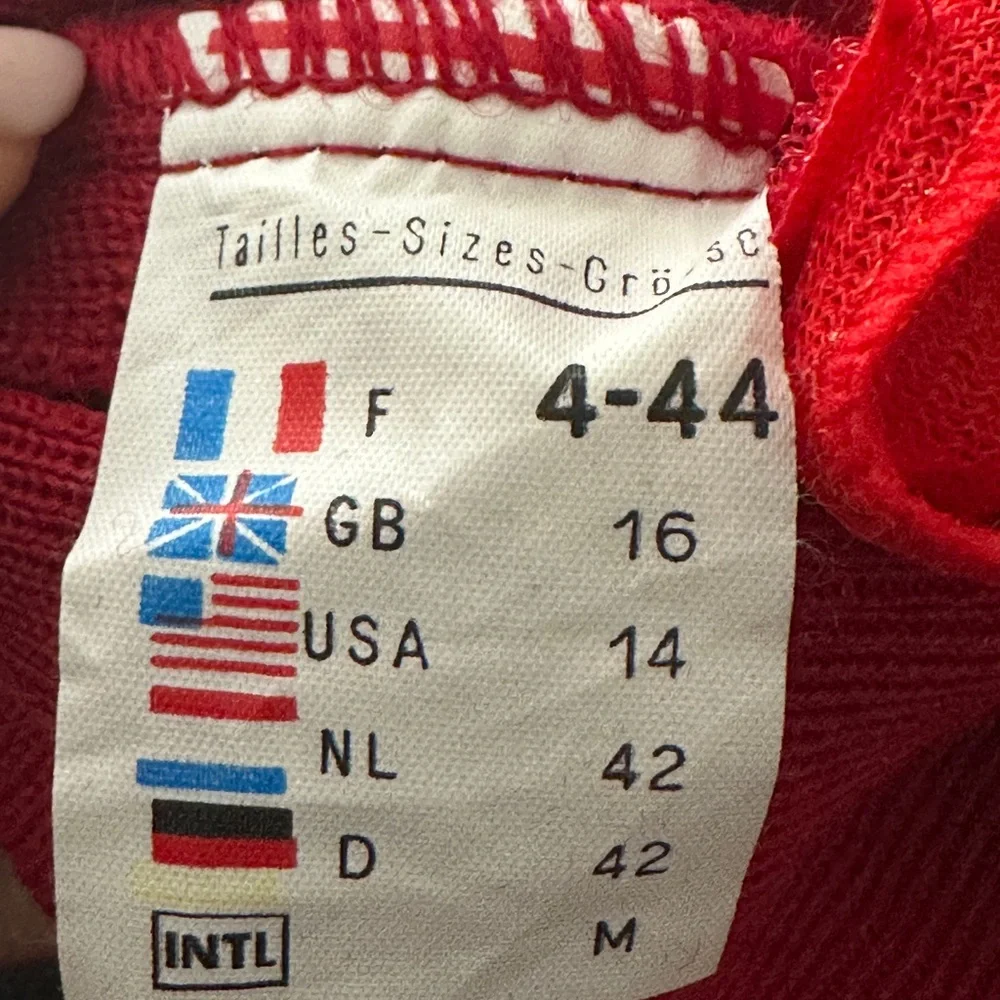 Tailles-Sizes-Grö
F 4-44
GB 16
USA 14
NL 42
D 42
INTL M